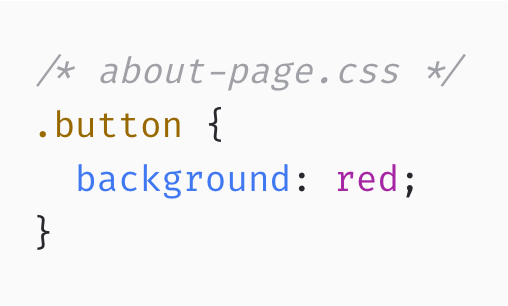 /* about-page.css */
.button {
  background: red;
}